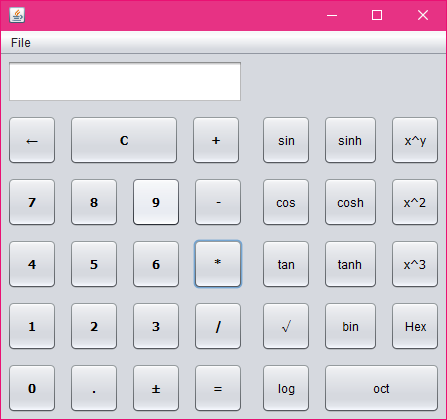 File
← C + sin sinh x^y
7 8 9 - cos cosh x^2
4 5 6 * tan tanh x^3
1 2 3 / √ bin Hex
0 . ± = log oct